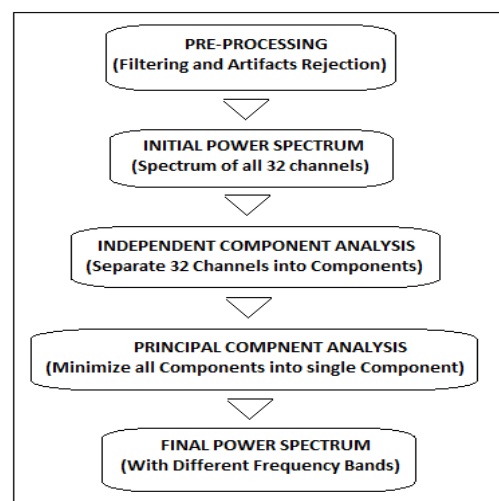 PRE-PROCESSING
(Filtering and Artifacts Rejection)
INITIAL POWER SPECTRUM
(Spectrum of all 32 channels)
INDEPENDENT COMPONENT ANALYSIS
(Separate 32 Channels into Components)
PRINCIPAL COMPNENT ANALYSIS
(Minimize all Components into single Component)
FINAL POWER SPECTRUM
(With Different Frequency Bands)